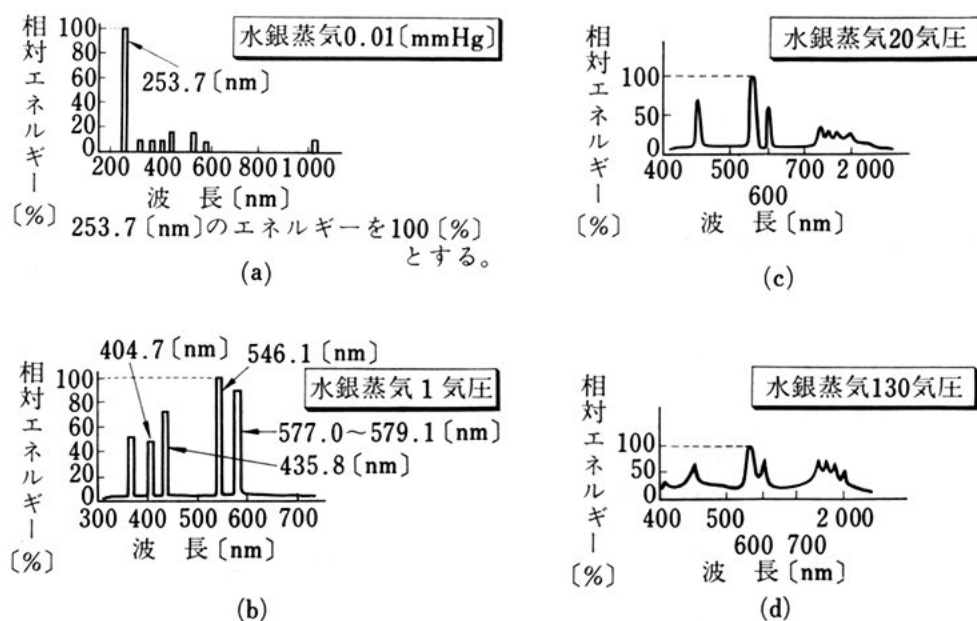 相対エネルギー〔%〕
水銀蒸気0.01〔mmHg〕
100
80
60
40
20
0
253.7〔nm〕
200 400 600 800 1000
波 長〔nm〕
253.7〔nm〕のエネルギーを100〔%〕
とする。
(a)
相対エネルギー〔%〕
404.7〔nm〕
546.1〔nm〕
水銀蒸気1気圧
100
80
60
40
20
0
577.0〜579.1〔nm〕
435.8〔nm〕
300 400 500 600 700
波 長〔nm〕
(b)
相対エネルギー〔%〕
水銀蒸気20気圧
100
50
0
400 500 700 2 000
600
波 長〔nm〕
(c)
相対エネルギー〔%〕
水銀蒸気130気圧
100
50
0
400 500 2 000
600 700
波 長〔nm〕
(d)